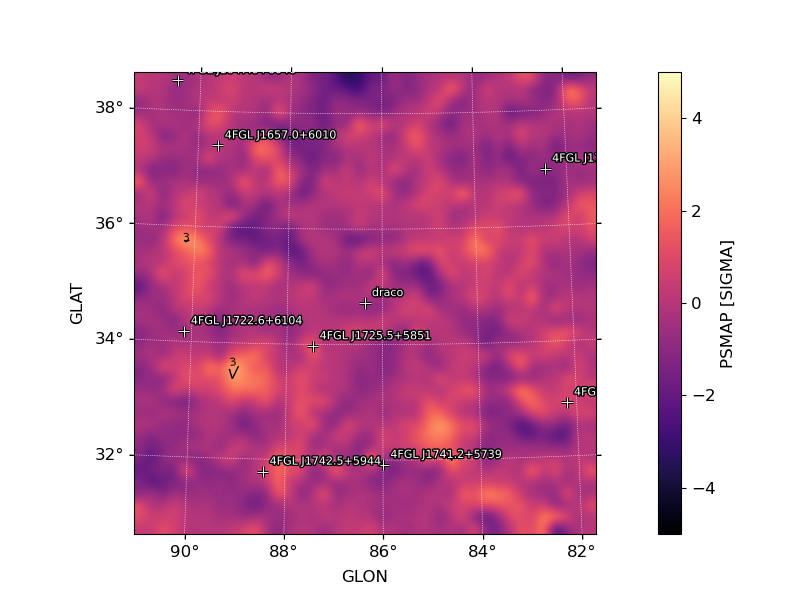 4FGL J1657.0+6010
4FGL J1
3
draco
4FGL J1722.6+6104
4FGL J1725.5+5851
3
4FG
4FGL J1742.5+5944
4FGL J1741.2+5739
38°
36°
34°
32°
GLAT
90°
88°
86°
84°
82°
GLON
4
2
0
−2
−4
PSMAP [SIGMA]